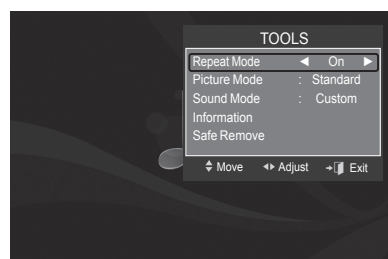 TOOLS
Repeat Mode ◀ On ▶
Picture Mode : Standard
Sound Mode : Custom
Information
Safe Remove
Move Adjust Exit